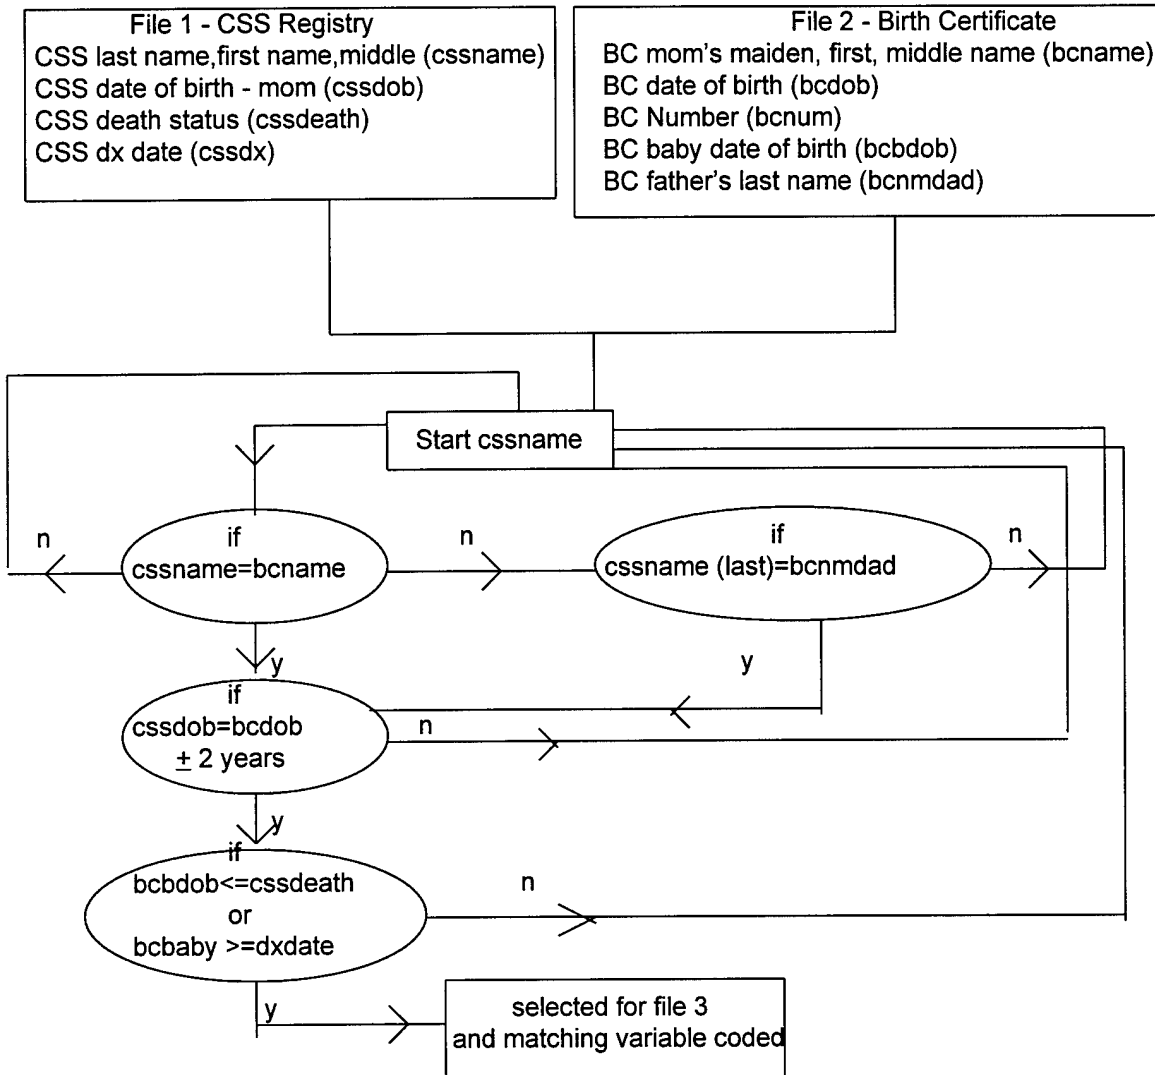 File 1 - CSS Registry
CSS last name,first name,middle (cssname)
CSS date of birth - mom (cssdob)
CSS death status (cssdeath)
CSS dx date (cssdx)
File 2 - Birth Certificate
BC mom's maiden, first, middle name (bcname)
BC date of birth (bcdob)
BC Number (bcnum)
BC baby date of birth (bcbdob)
BC father's last name (bcnmdad)
Start cssname
n
if
cssname=bcname
n
if
cssname (last)=bcnmdad
n
y
y
if
cssdob=bcdob
± 2 years
n
y
if
bcbdob<=cssdeath
or
bcbaby >=dxdate
n
y
selected for file 3
and matching variable coded